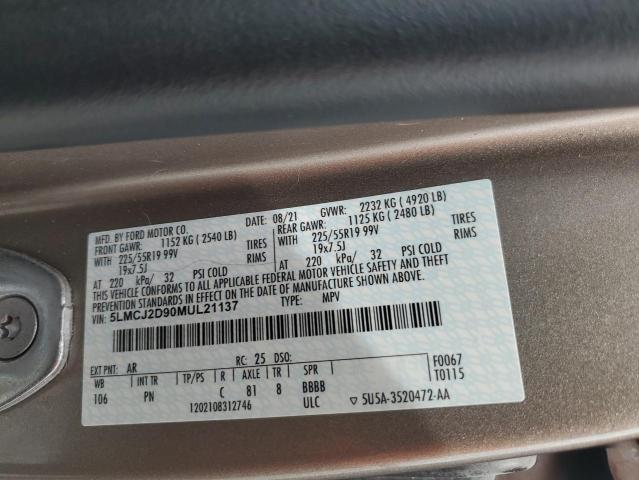 MFD. BY FORD MOTOR CO. DATE: 08/21 GVWR: 2232 KG ( 4920 LB)
FRONT GAWR: 1152 KG ( 2540 LB) REAR GAWR: 1125 KG ( 2480 LB)
WITH 225/55R19 99V TIRES WITH 225/55R19 99V TIRES
19x7.5J RIMS 19x7.5J RIMS
AT 220 kPa/ 32 PSI COLD AT 220 kPa/ 32 PSI COLD
THIS VEHICLE CONFORMS TO ALL APPLICABLE FEDERAL MOTOR VEHICLE SAFETY AND THEFT
PREVENTION STANDARDS IN EFFECT ON THE DATE OF MANUFACTURE SHOWN ABOVE.
VIN: 5LMCJ2D90MUL21137 TYPE: MPV
EXT PNT: AR RC: 25 DSO: F0067
WB INT TR TP/PS R AXLE TR SPR T0115
106 PN C 81 8 BBBB
1202108312746 ULC ▽ 5U5A-3520472-AA